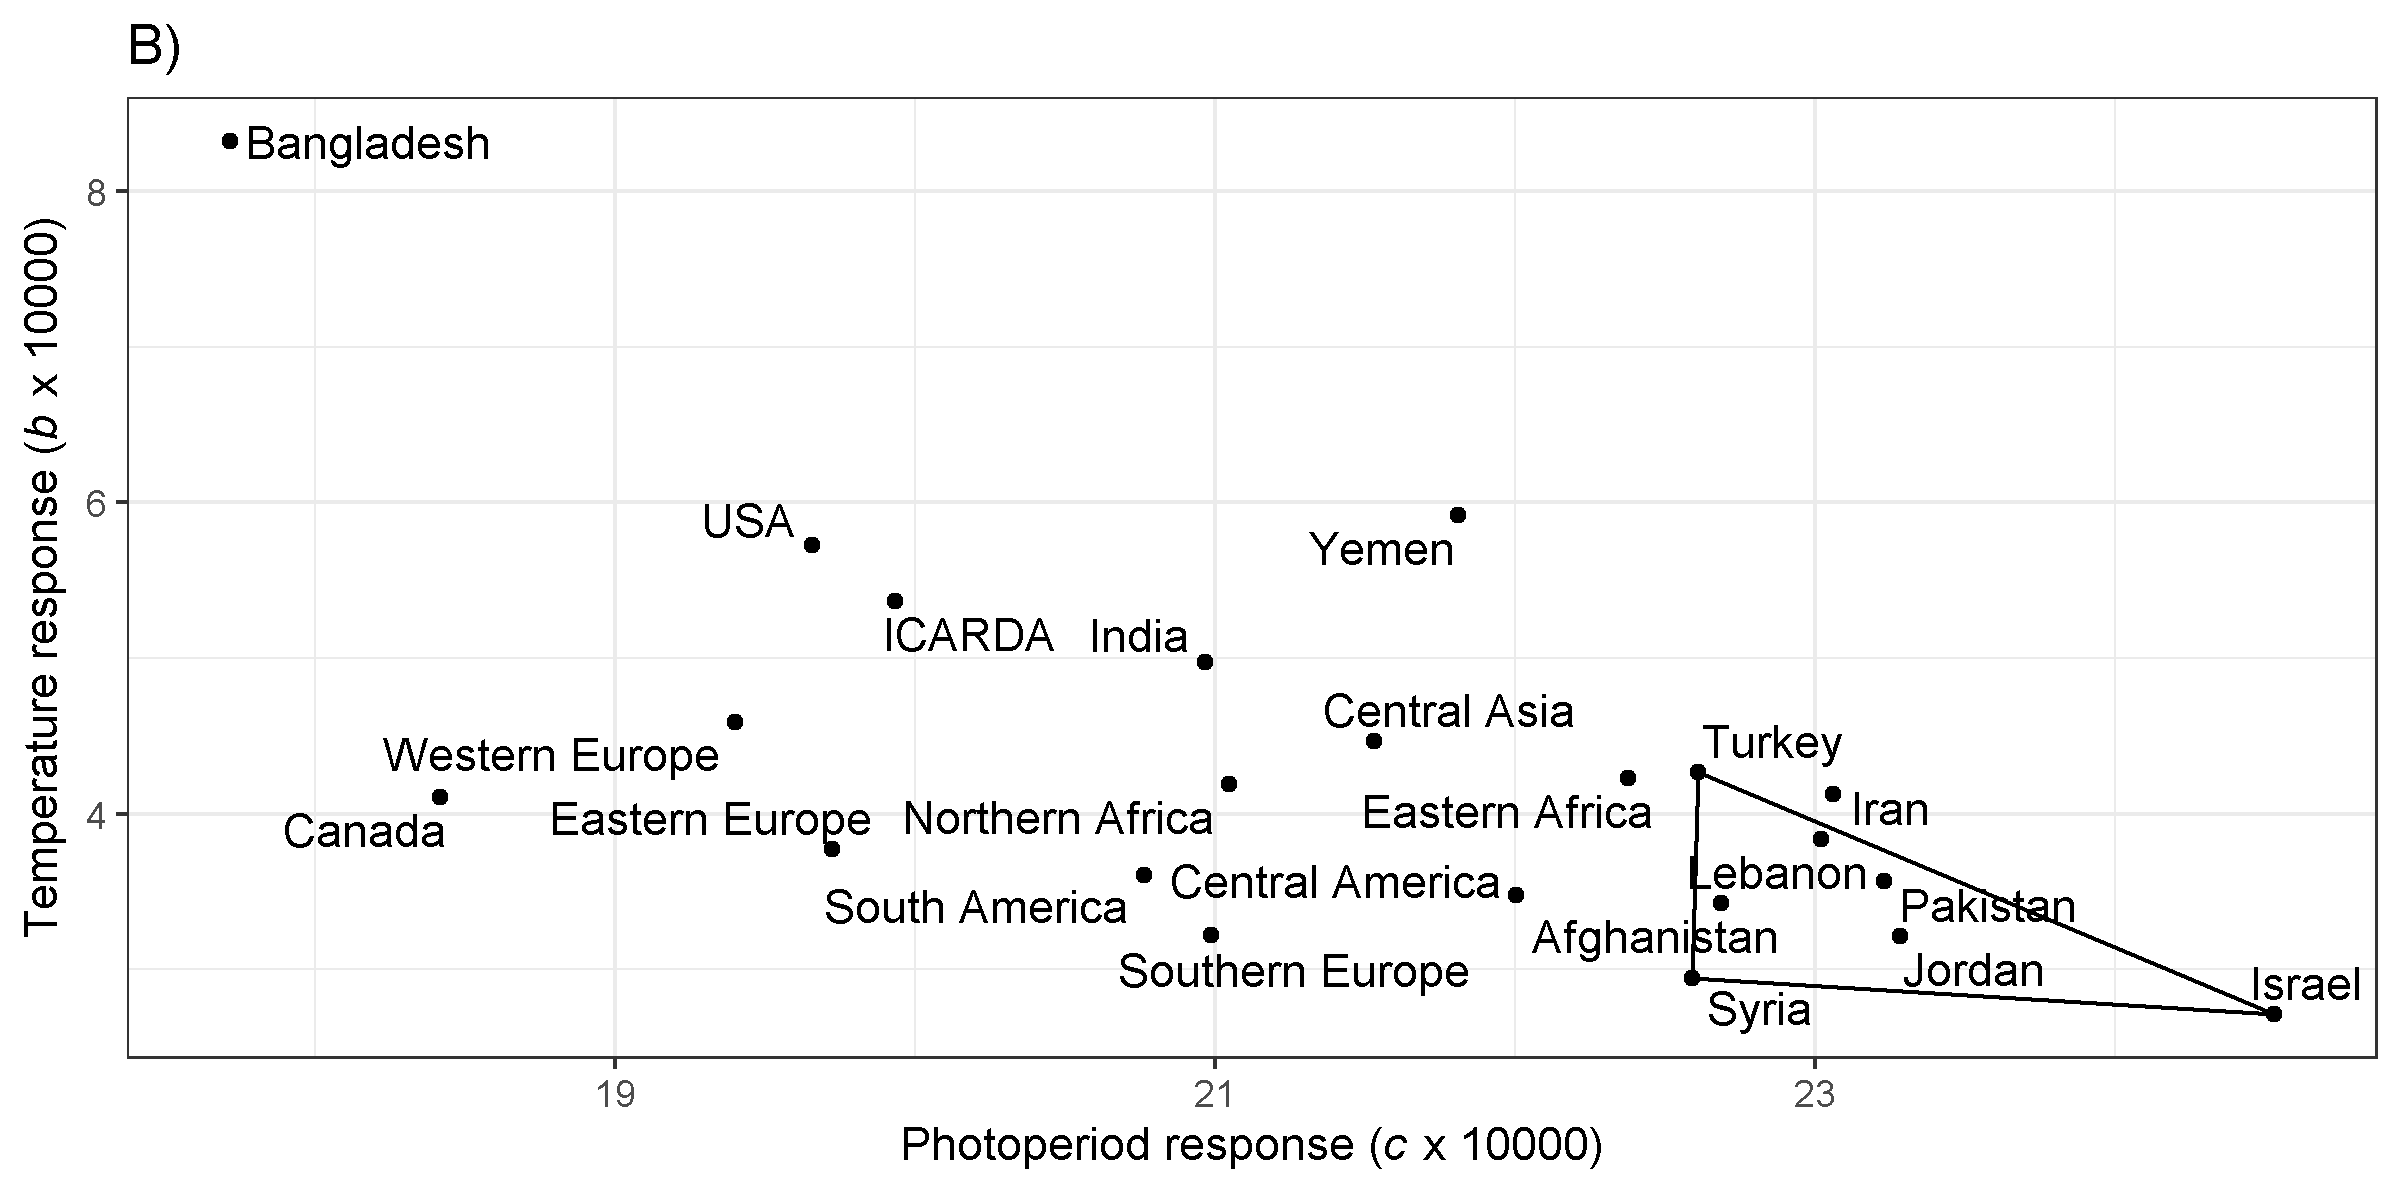 B)
Bangladesh
8
Temperature response (b x 10000)
6
USA
Yemen
ICARDA
India
Central Asia
Turkey
Western Europe
4
Iran
Eastern Europe
Northern Africa
Eastern Africa
Canada
Lebanon
Central America
South America
Pakistan
Afghanistan
Southern Europe
Jordan
Israel
Syria
19
21
23
Photoperiod response (c x 10000)